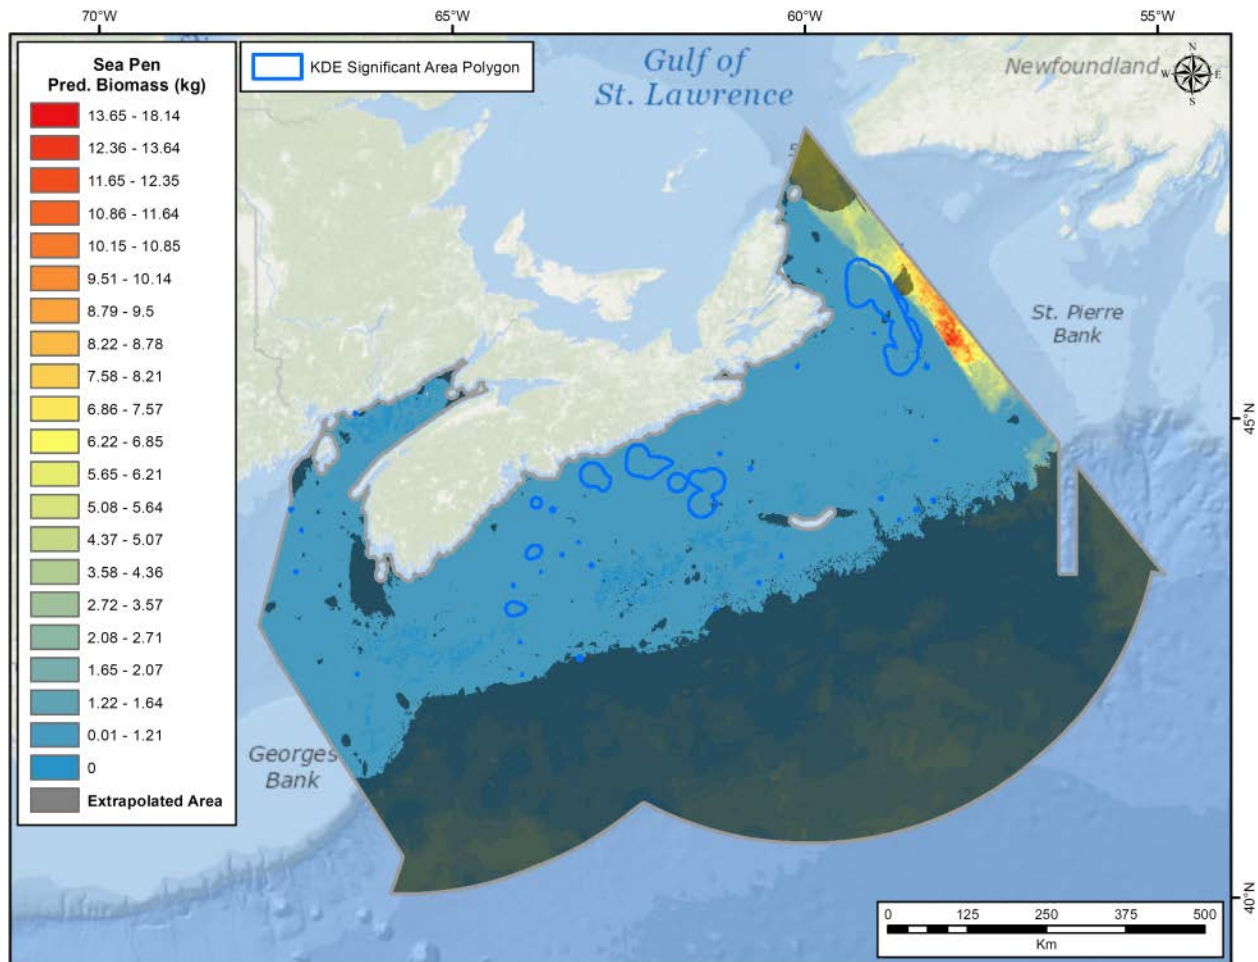 70°W
65°W
60°W
55°W
Sea Pen
Pred. Biomass (kg)
13.65 - 18.14
12.36 - 13.64
11.65 - 12.35
10.86 - 11.64
10.15 - 10.85
9.51 - 10.14
8.79 - 9.5
8.22 - 8.78
7.58 - 8.21
6.86 - 7.57
6.22 - 6.85
5.65 - 6.21
5.08 - 5.64
4.37 - 5.07
3.58 - 4.36
2.72 - 3.57
2.08 - 2.71
1.65 - 2.07
1.22 - 1.64
0.01 - 1.21
0
Extrapolated Area
KDE Significant Area Polygon
Gulf of
St. Lawrence
Newfoundland
N
W
E
S
St. Pierre
Bank
45°N
Georges
Bank
40°N
0
125
250
375
500
Km